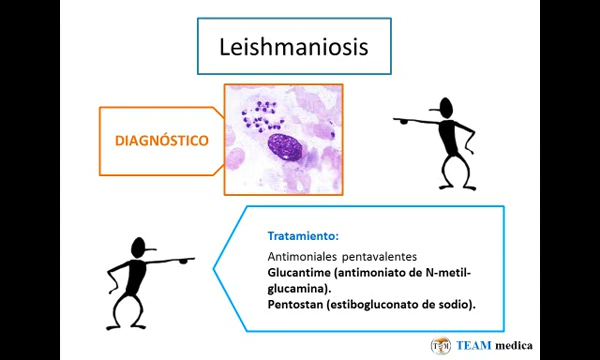 Leishmaniosis
DIAGNÓSTICO
Tratamiento:
Antimoniales pentavalentes
Glucantime (antimoniato de N-metil-
glucamina).
Pentostan (estibogluconato de sodio).
TEAM medica